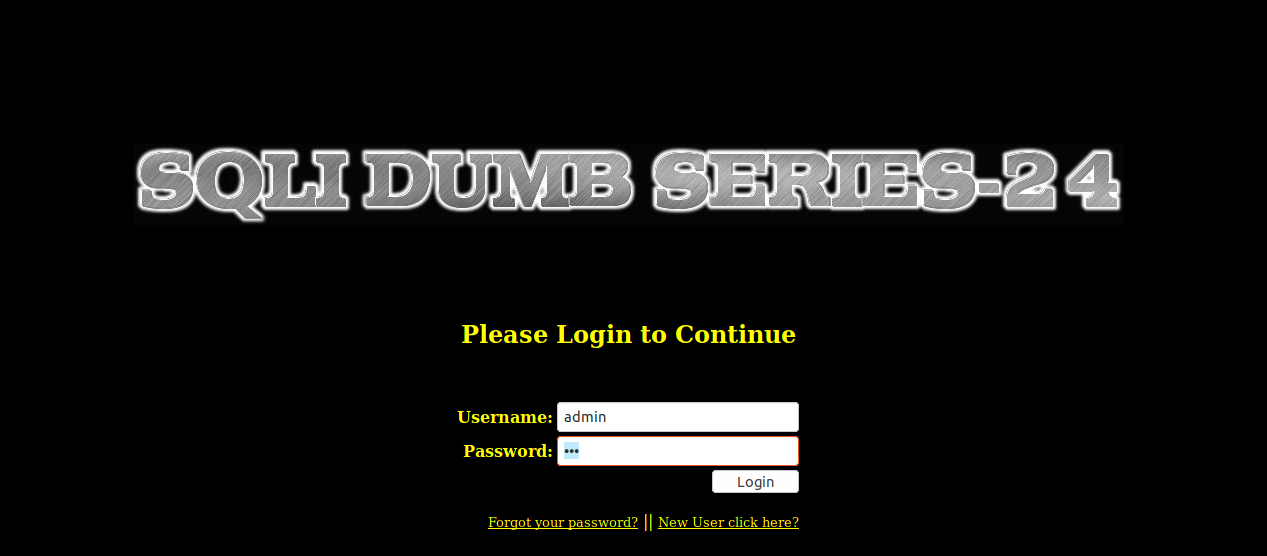 SQLI DUMB SERIES-24
Please Login to Continue
Username: admin
Password: •••
Login
Forgot your password? || New User click here?